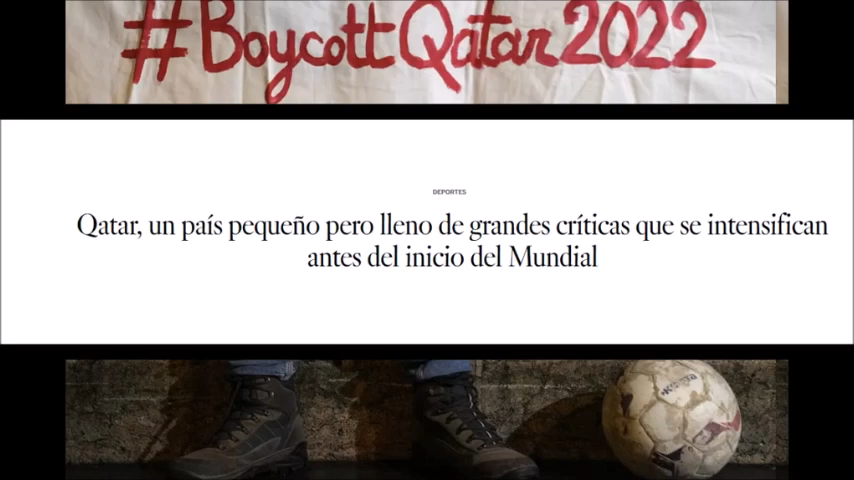 #BoycottQatar2022
DEPORTES
Qatar, un país pequeño pero lleno de grandes críticas que se intensifican
antes del inicio del Mundial